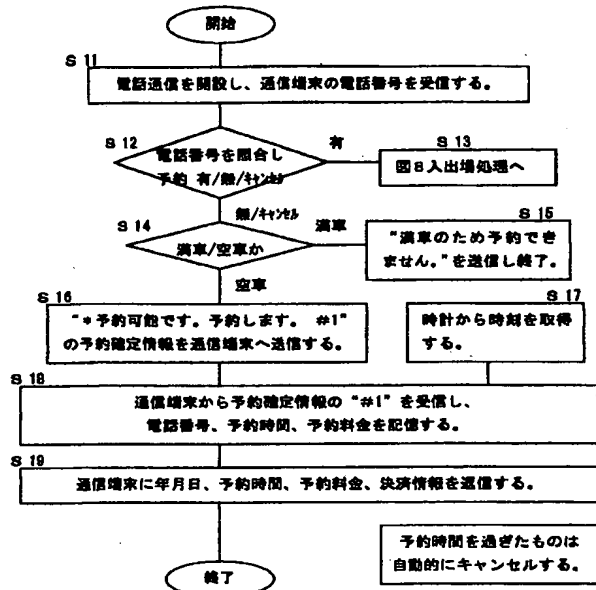 開始
S 11
電話通信を開設し、通信端末の電話番号を受信する。
S 12
電話番号を照合し
予約 有/無/キャンセル
有
S 13
図8入出場処理へ
無/キャンセル
S 14
満車/空車か
満車
S 15
"満車のため予約でき
ません。"を送信し終了。
空車
S 16
"*予約可能です。予約します。 #1"
の予約確定情報を通信端末へ送信する。
S 17
時計から時刻を取得
する。
S 18
通信端末から予約確定情報の "#1" を受信し、
電話番号、予約時間、予約料金を記憶する。
S 19
通信端末に年月日、予約時間、予約料金、決済情報を返信する。
予約時間を過ぎたものは
自動的にキャンセルする。
終了